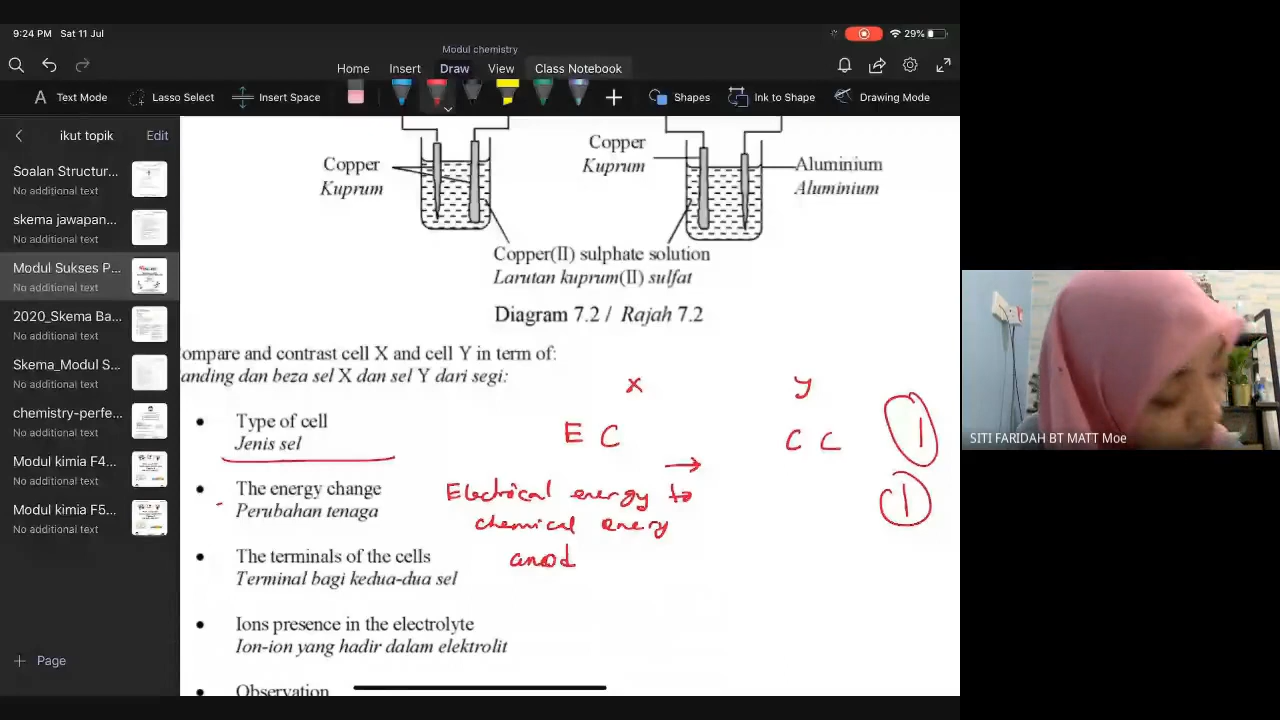 9:24 PM Sat 11 Jul
29%
Modul chemistry
Home Insert Draw View Class Notebook
Text Mode Lasso Select Insert Space Shapes Ink to Shape Drawing Mode
ikut topik Edit
Soalan Structur...
No additional text
skema jawapan...
No additional text
Modul Sukses P...
No additional text
2020_Skema Ba...
No additional text
Skema_Modul S...
No additional text
chemistry-perfe...
No additional text
Modul kimia F4...
No additional text
Modul kimia F5...
No additional text
Page
Copper
Kuprum
Copper
Kuprum
Aluminium
Aluminium
Copper(II) sulphate solution
Larutan kuprum(II) sulfat
Diagram 7.2 / Rajah 7.2
ompare and contrast cell X and cell Y in term of:
anding dan beza sel X dan sel Y dari segi:
x y
Type of cell
Jenis sel
E C C C 1
The energy change
Perubahan tenaga
Electrical energy to
chemical energy
1
anod
The terminals of the cells
Terminal bagi kedua-dua sel
Ions presence in the electrolyte
Ion-ion yang hadir dalam elektrolit
Observation
SITI FARIDAH BT MATT Moe